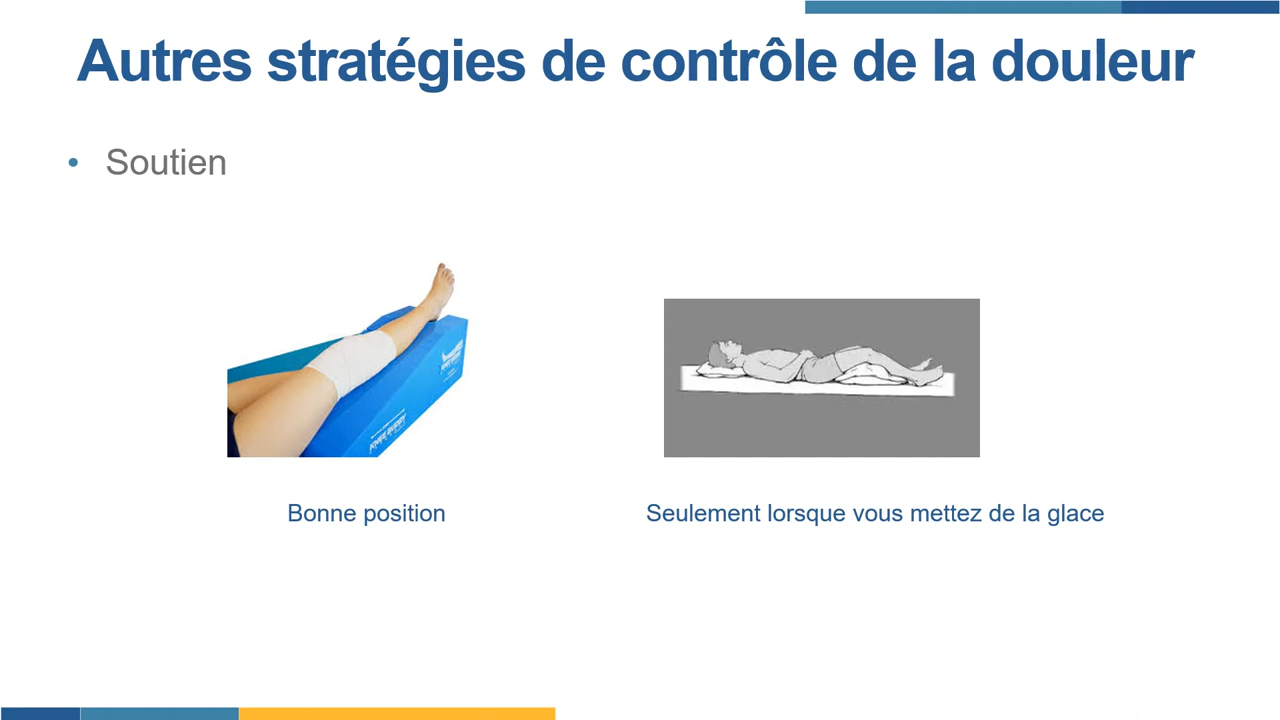 Autres stratégies de contrôle de la douleur
• Soutien
Bonne position
Seulement lorsque vous mettez de la glace